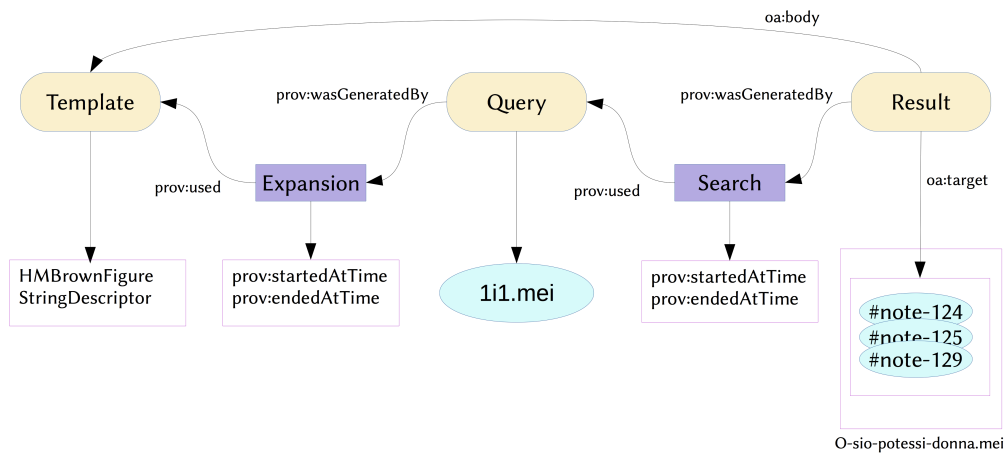 oa:body
Template
prov:wasGeneratedBy
Query
prov:wasGeneratedBy
Result
prov:used
Expansion
prov:used
Search
oa:target
HMBrownFigure
StringDescriptor
prov:startedAtTime
prov:endedAtTime
1i1.mei
prov:startedAtTime
prov:endedAtTime
#note-124
#note-125
#note-129
O-sio-potessi-donna.mei